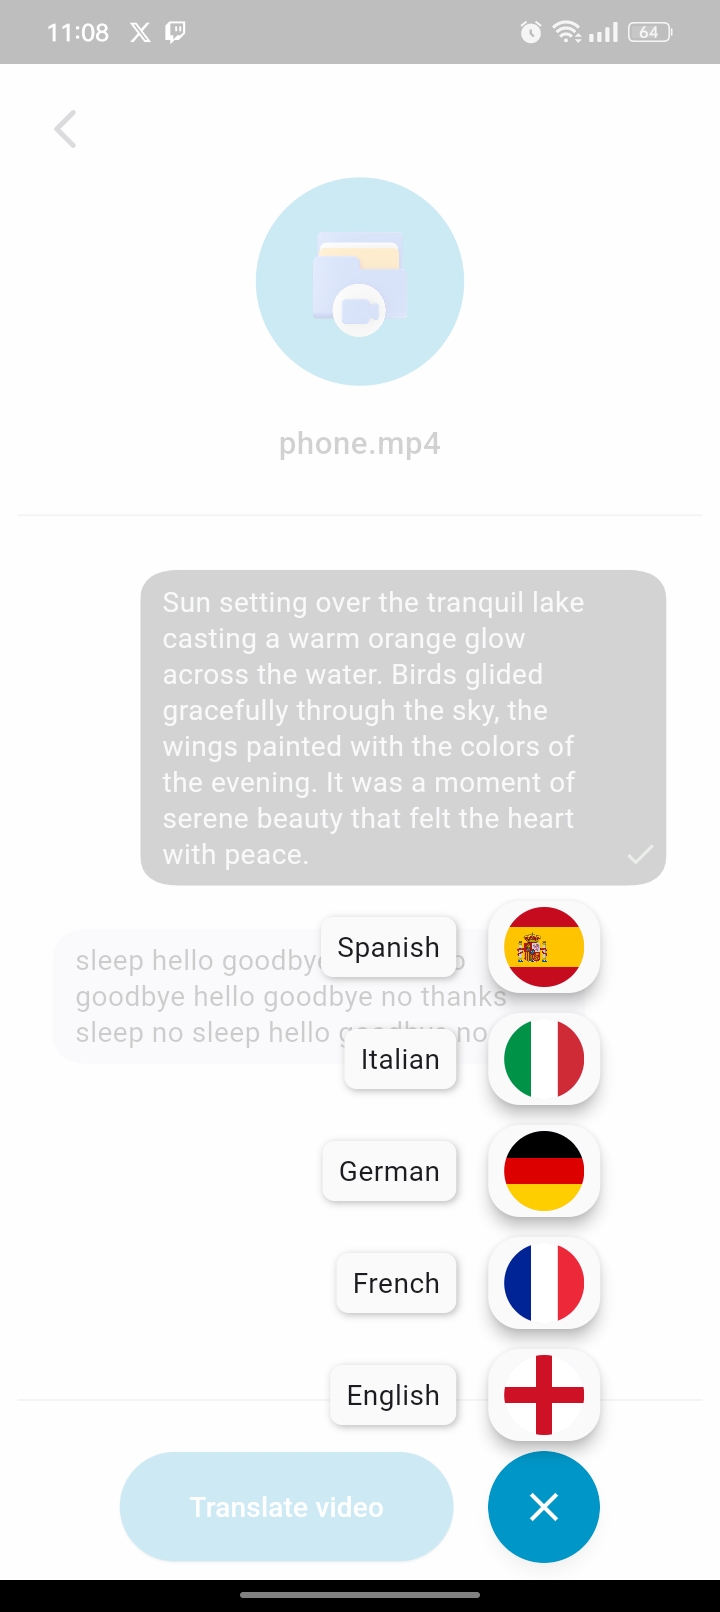 11:08
64
phone.mp4
Sun setting over the tranquil lake
casting a warm orange glow
across the water. Birds glided
gracefully through the sky, the
wings painted with the colors of
the evening. It was a moment of
serene beauty that felt the heart
with peace.
sleep hello goodbye
goodbye hello goodbye no thanks
sleep no sleep hello goodbye no
Spanish
Italian
German
French
English
Translate video